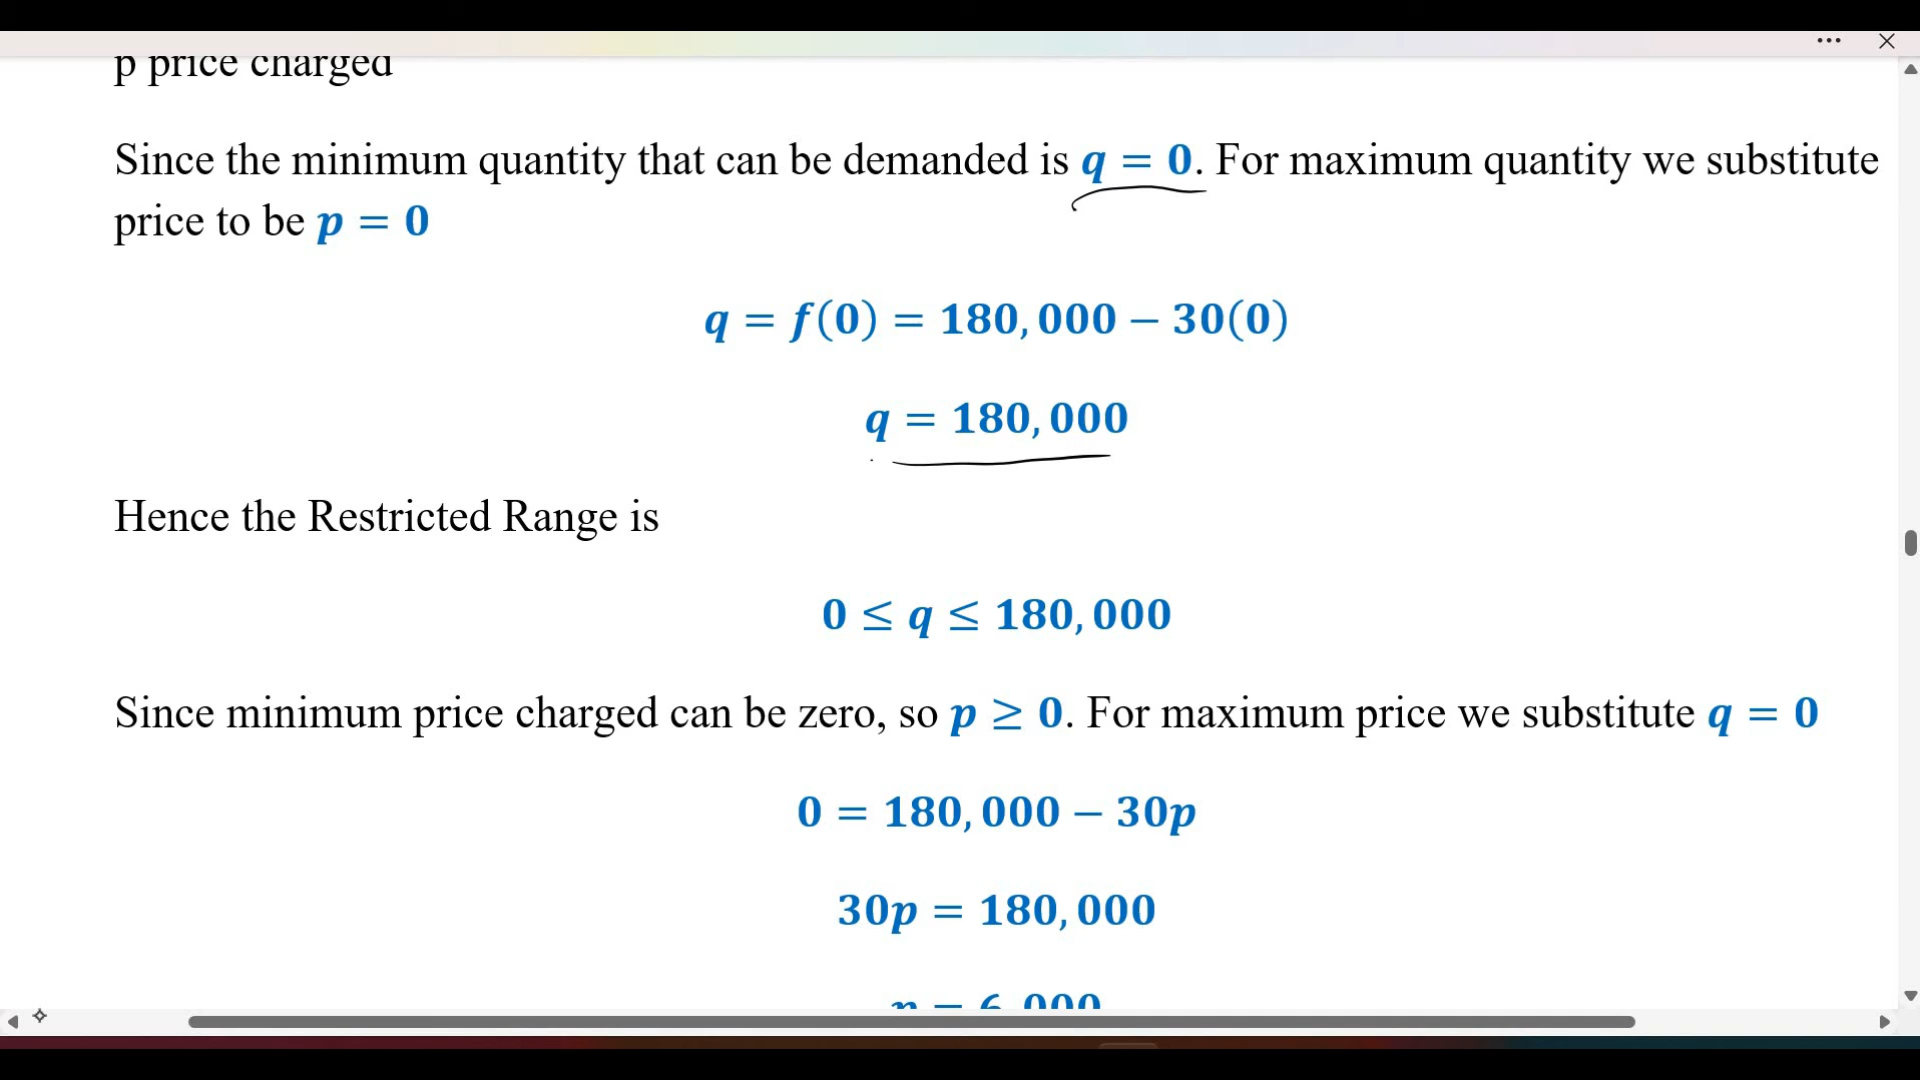 p price charged
Since the minimum quantity that can be demanded is q = 0. For maximum quantity we substitute
price to be p = 0
q = f(0) = 180,000 − 30(0)
q = 180,000
Hence the Restricted Range is
0 ≤ q ≤ 180,000
Since minimum price charged can be zero, so p ≥ 0. For maximum price we substitute q = 0
0 = 180,000 − 30p
30p = 180,000
p = 6,000